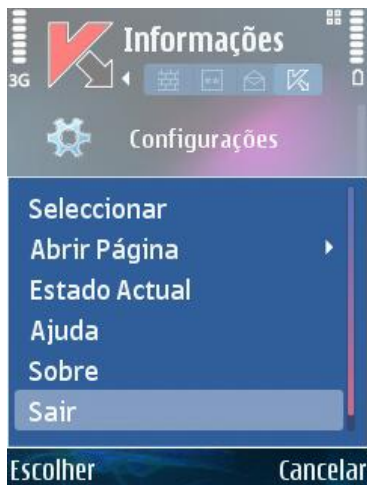 Informações
3G
Configurações
Seleccionar
Abrir Página
Estado Actual
Ajuda
Sobre
Sair
Escolher Cancelar